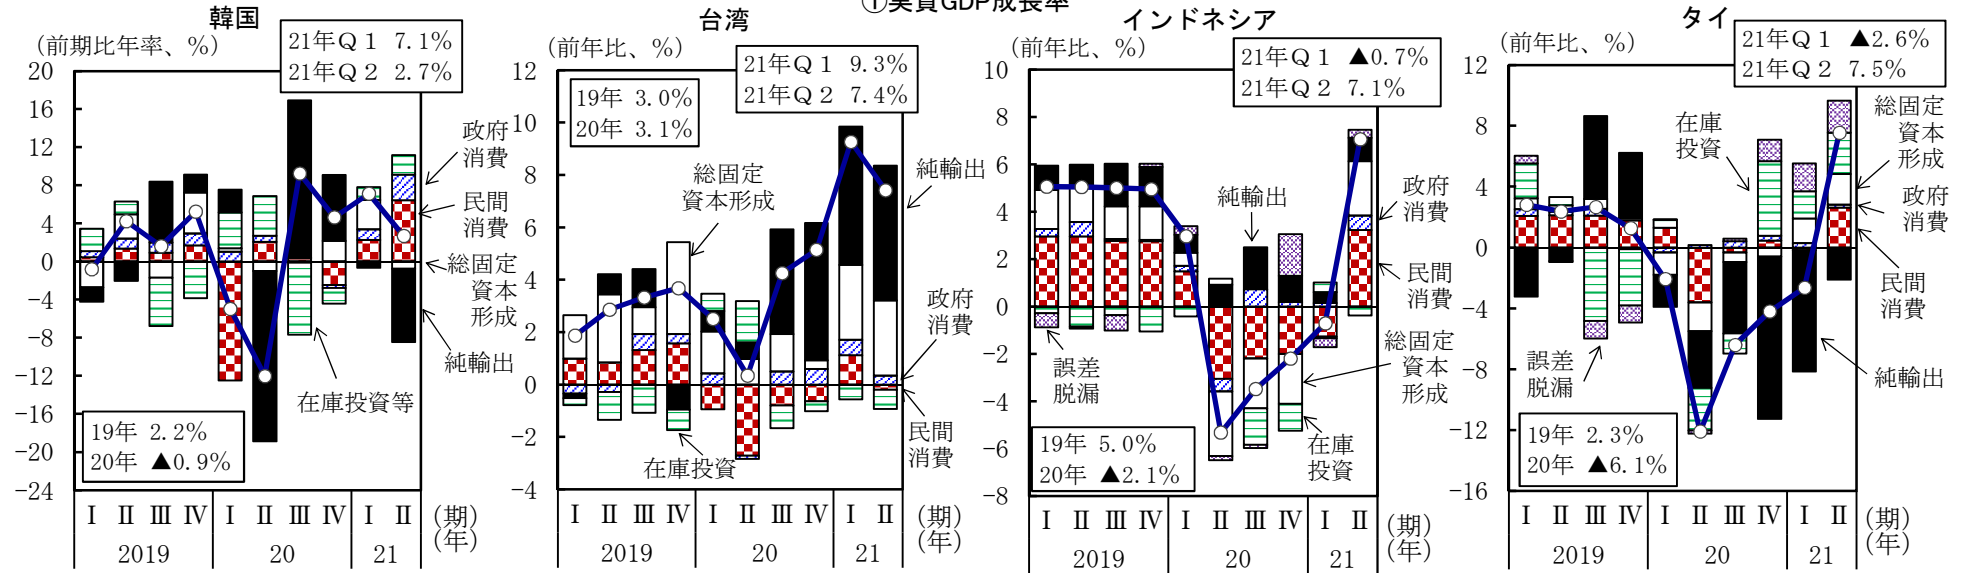 ①実質GDP成長率
韓国
(前期比年率、%)
21年Q1 7.1%
21年Q2 2.7%
20
16
12
8
4
0
-4
-8
-12
-16
-20
-24
政府
消費
民間
消費
総固定
資本
形成
純輸出
在庫投資等
19年 2.2%
20年 ▲0.9%
Ⅰ Ⅱ Ⅲ Ⅳ Ⅰ Ⅱ Ⅲ Ⅳ Ⅰ Ⅱ (期)
2019 20 21 (年)
台湾
(前年比、%)
21年Q1 9.3%
21年Q2 7.4%
19年 3.0%
20年 3.1%
12
10
8
6
4
2
0
-2
-4
総固定
資本形成
純輸出
政府
消費
民間
消費
在庫投資
Ⅰ Ⅱ Ⅲ Ⅳ Ⅰ Ⅱ Ⅲ Ⅳ Ⅰ Ⅱ (期)
2019 20 21 (年)
インドネシア
(前年比、%)
21年Q1 ▲0.7%
21年Q2 7.1%
10
8
6
4
2
0
-2
-4
-6
-8
純輸出
政府
消費
民間
消費
総固定
資本
形成
誤差
脱漏
在庫
投資
19年 5.0%
20年 ▲2.1%
Ⅰ Ⅱ Ⅲ Ⅳ Ⅰ Ⅱ Ⅲ Ⅳ Ⅰ Ⅱ (期)
2019 20 21 (年)
タイ
(前年比、%)
21年Q1 ▲2.6%
21年Q2 7.5%
12
8
4
0
-4
-8
-12
-16
在庫
投資
総固定
資本
形成
政府
消費
民間
消費
純輸出
誤差
脱漏
19年 2.3%
20年 ▲6.1%
Ⅰ Ⅱ Ⅲ Ⅳ Ⅰ Ⅱ Ⅲ Ⅳ Ⅰ Ⅱ (期)
2019 20 21 (年)